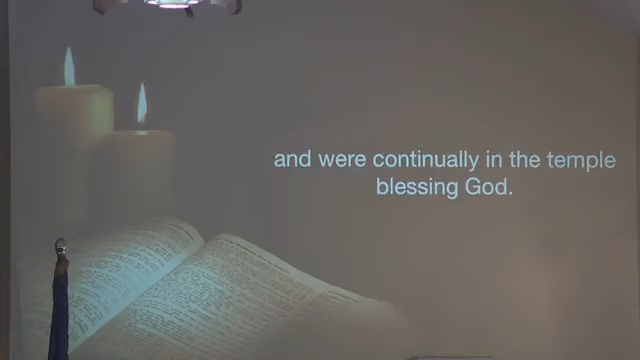 and were continually in the temple
blessing God.